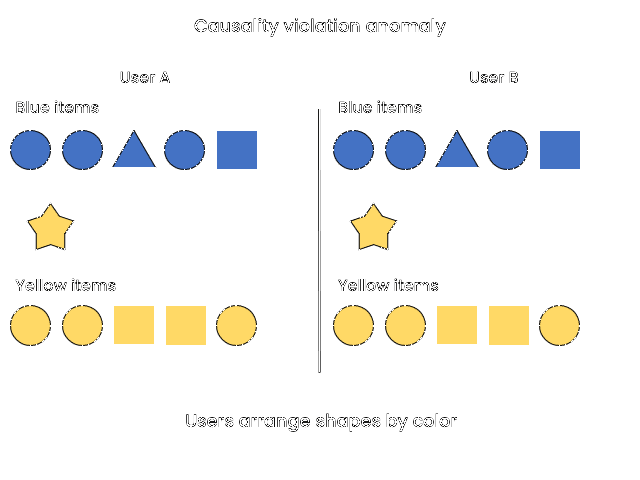 Causality violation anomaly
User A
User B
Blue items
Blue items
Yellow items
Yellow items
Users arrange shapes by color